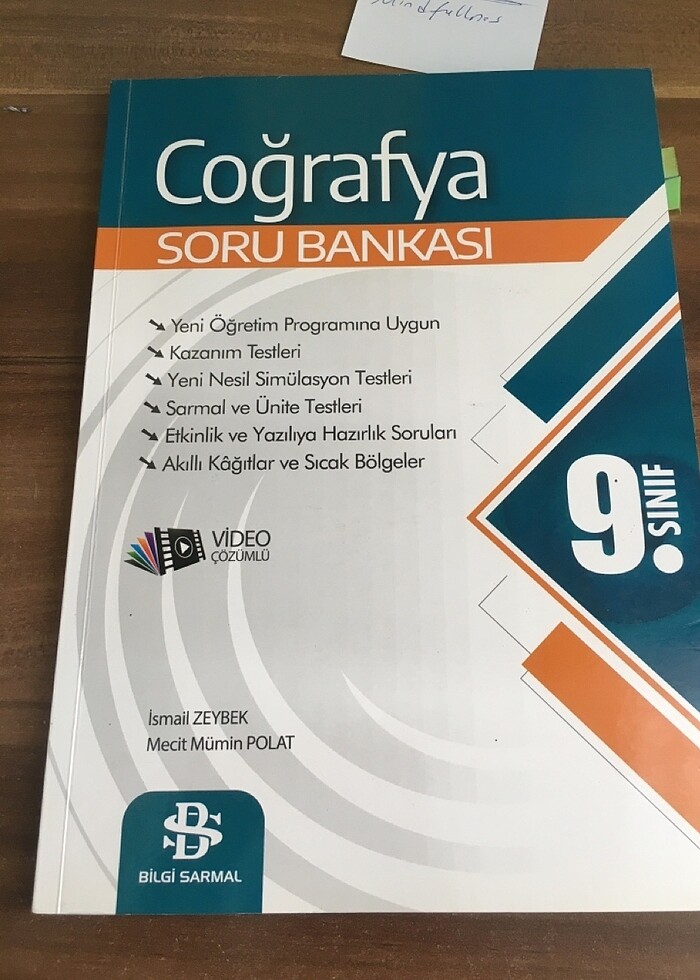 Mindfullnes
Coğrafya
SORU BANKASI
Yeni Öğretim Programına Uygun
Kazanım Testleri
Yeni Nesil Simülasyon Testleri
Sarmal ve Ünite Testleri
Etkinlik ve Yazılıya Hazırlık Soruları
Akıllı Kâğıtlar ve Sıcak Bölgeler
9. SINIF
VİDEO
ÇÖZÜMLÜ
İsmail ZEYBEK
Mecit Mümin POLAT
BS
BİLGİ SARMAL